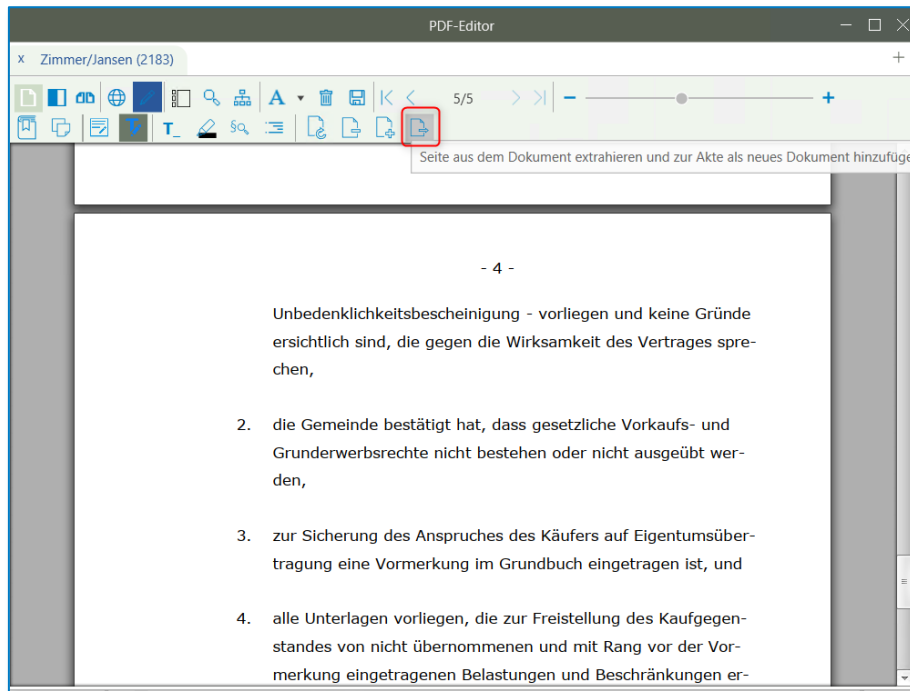 PDF-Editor
x Zimmer/Jansen (2183)
5/5
Seite aus dem Dokument extrahieren und zur Akte als neues Dokument hinzufüge
- 4 -
Unbedenklichkeitsbescheinigung - vorliegen und keine Gründe
ersichtlich sind, die gegen die Wirksamkeit des Vertrages spre-
chen,
2. die Gemeinde bestätigt hat, dass gesetzliche Vorkaufs- und
Grunderwerbsrechte nicht bestehen oder nicht ausgeübt wer-
den,
3. zur Sicherung des Anspruches des Käufers auf Eigentumsüber-
tragung eine Vormerkung im Grundbuch eingetragen ist, und
4. alle Unterlagen vorliegen, die zur Freistellung des Kaufgegen-
standes von nicht übernommenen und mit Rang vor der Vor-
merkung eingetragenen Belastungen und Beschränkungen er-